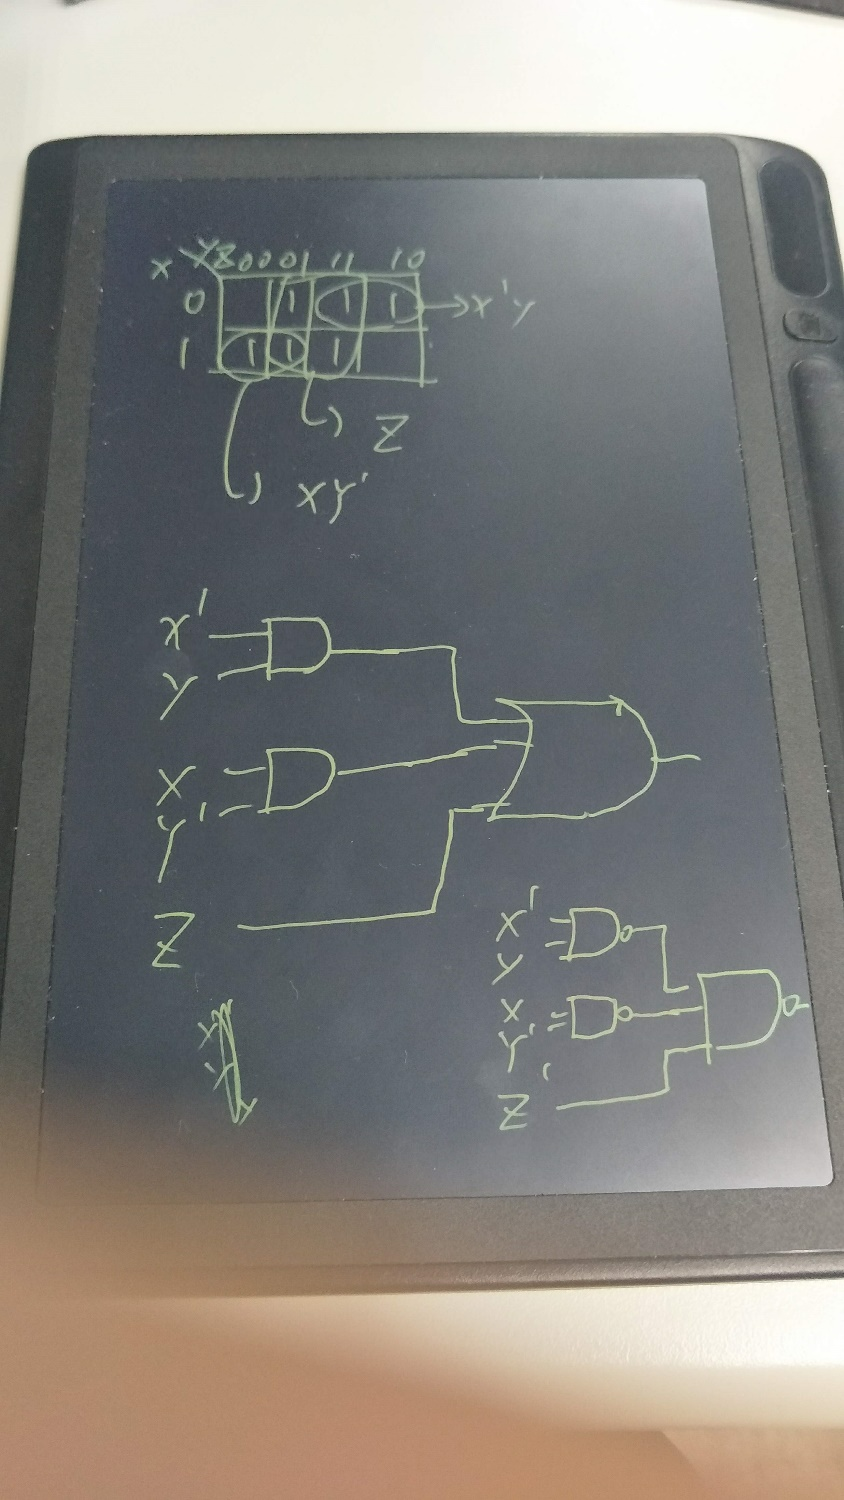 X YZ 00 01 11 10
0 1 1 1 → X'Y
1 1 1 1
Z
XY'
X'
Y
X
Y'
Z
X'
Y
X
Y'
Z'